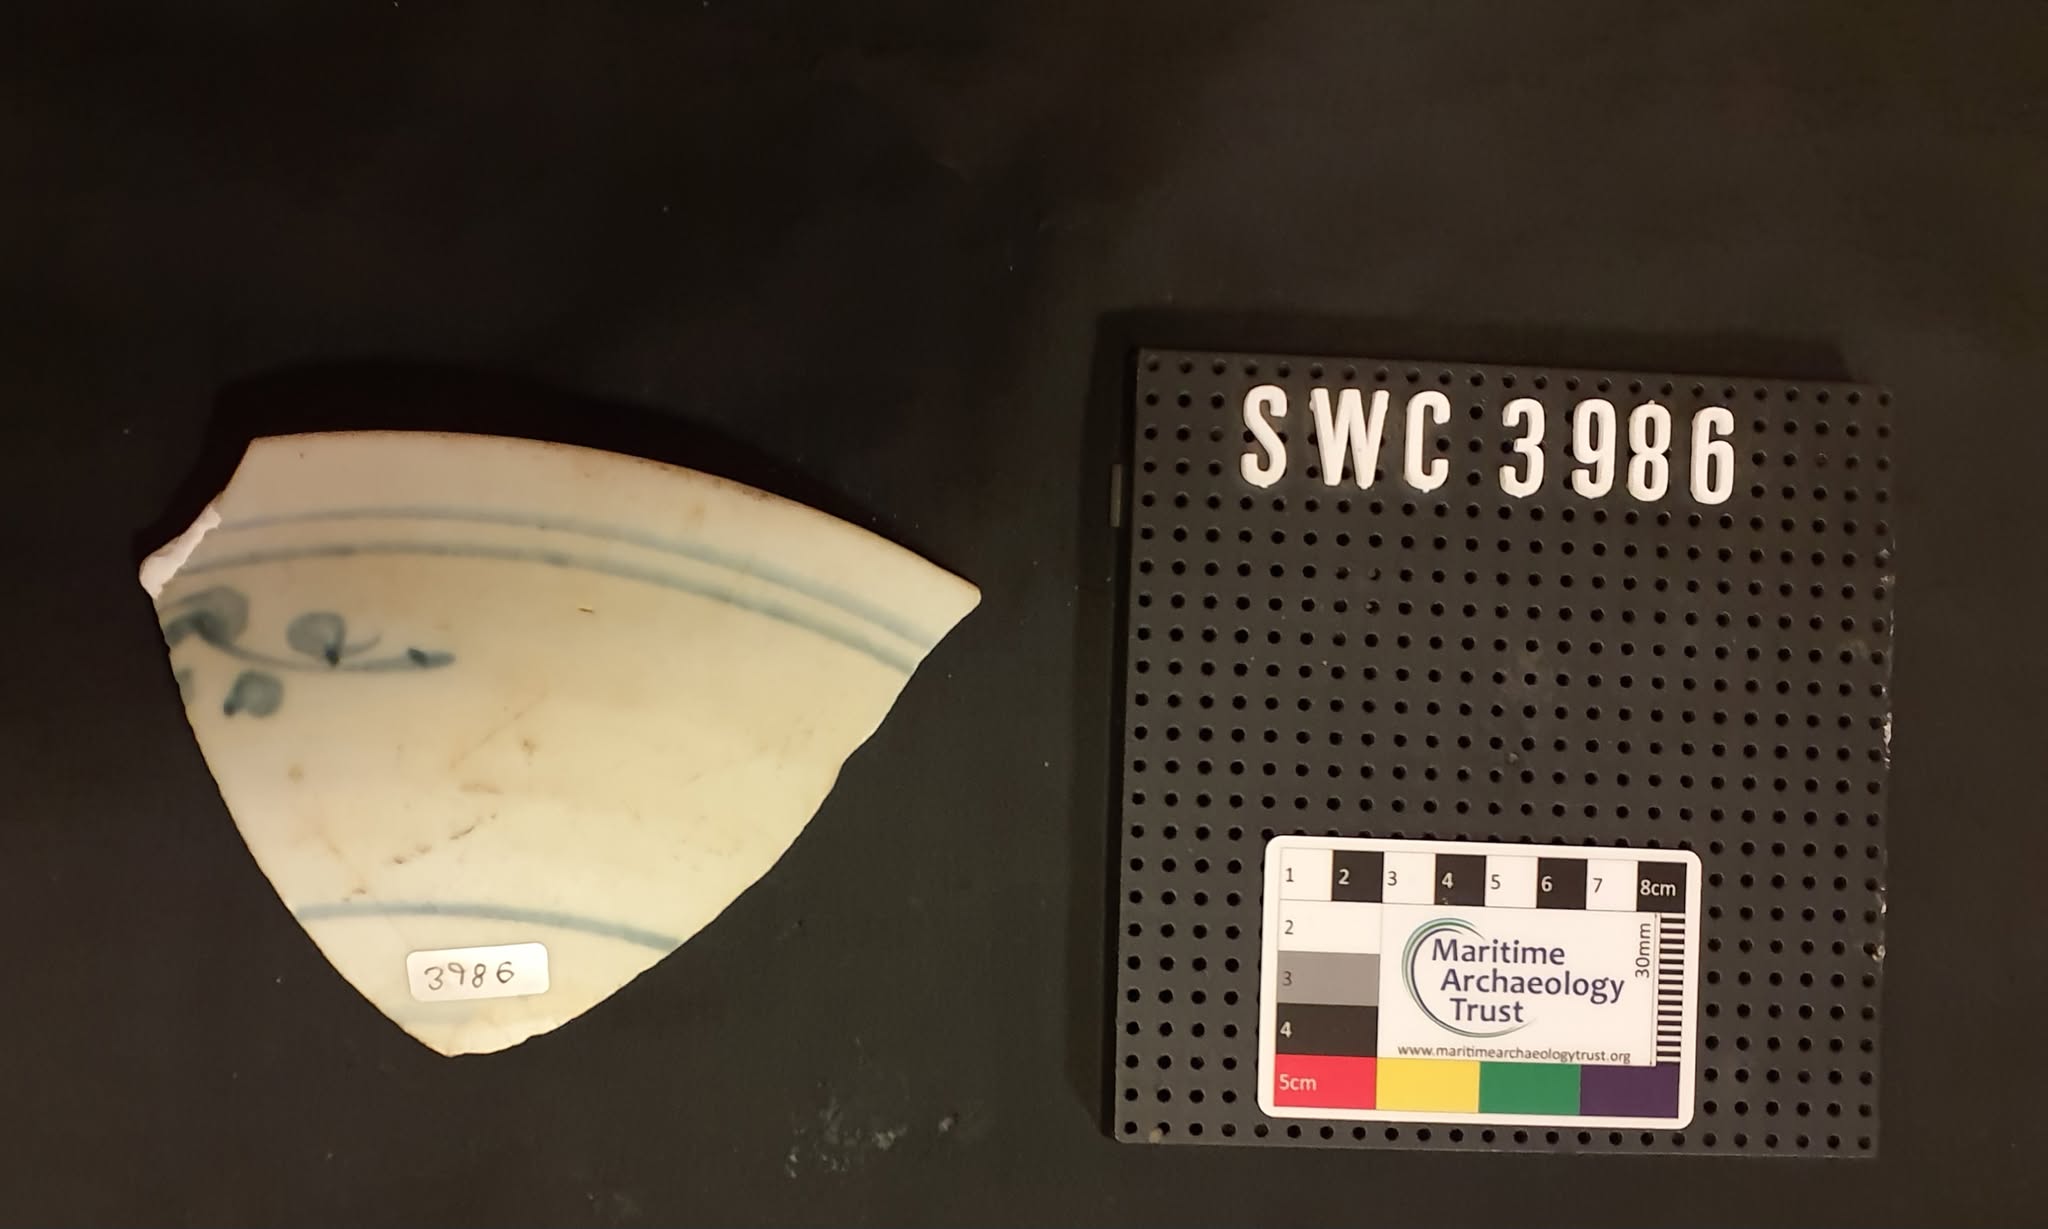 SWC 3986
3986
1 2 3 4 5 6 7 8cm
2
3
4
5cm
Maritime
Archaeology
Trust
30mm
www.maritimearchaeologytrust.org